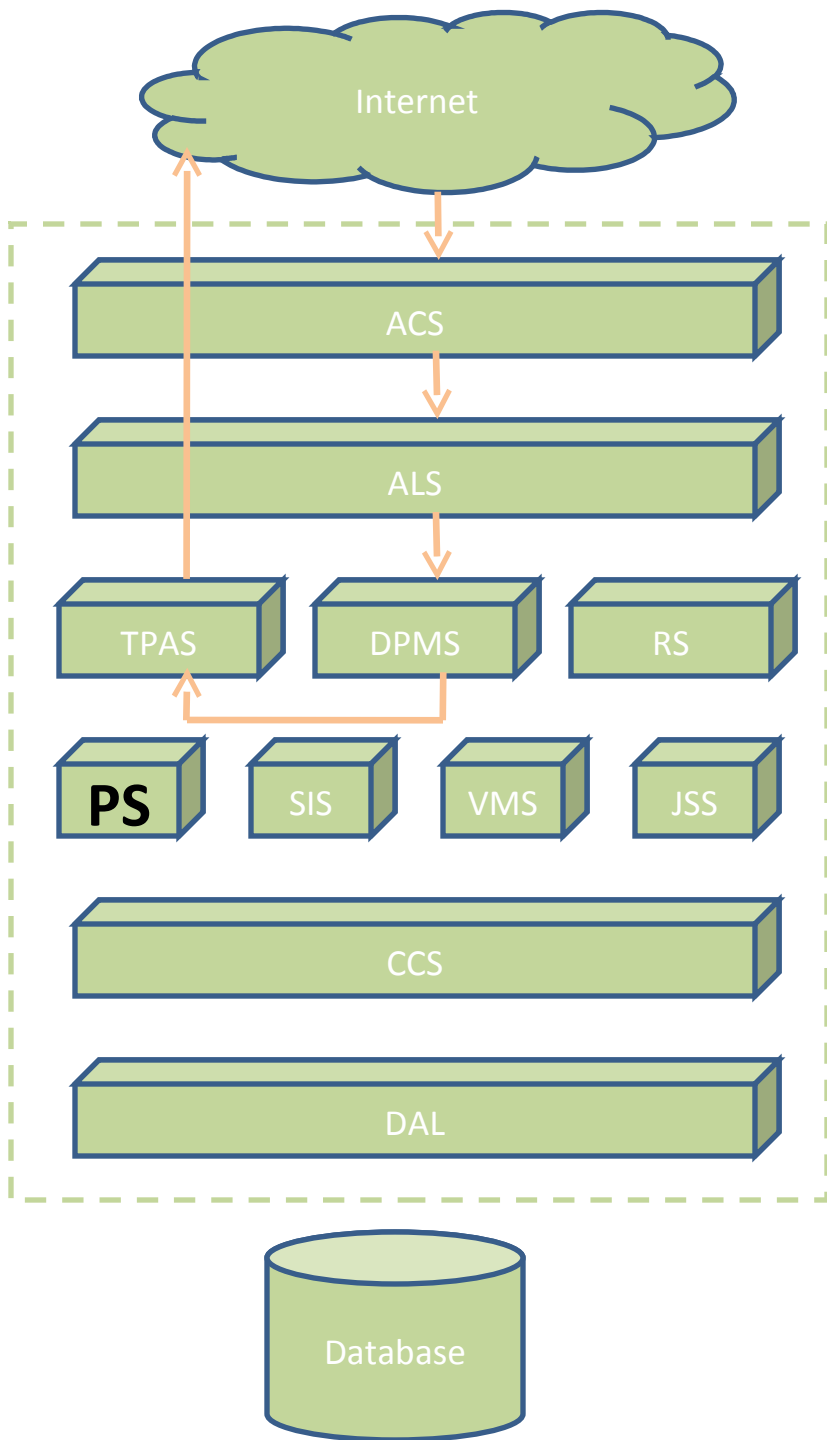 Internet
ACS
ALS
TPAS
DPMS
RS
PS
SIS
VMS
JSS
CCS
DAL
Database